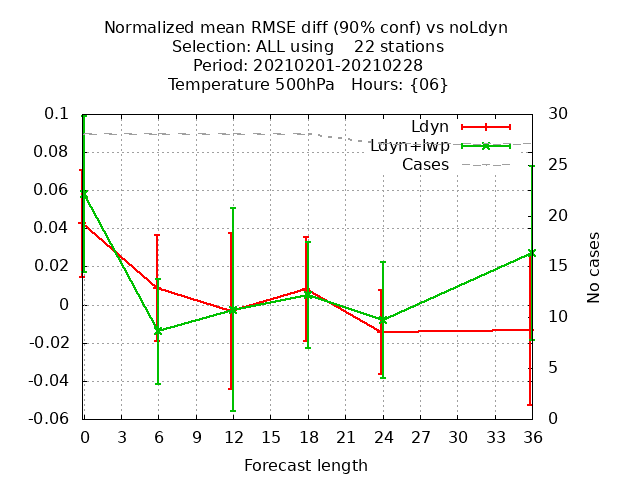 Normalized mean RMSE diff (90% conf) vs noLdyn
Selection: ALL using 22 stations
Period: 20210201-20210228
Temperature 500hPa Hours: {06}
0.1
0.08
0.06
0.04
0.02
0
-0.02
-0.04
-0.06
30
25
20
15
10
5
0
Ldyn
Ldyn+lwp
Cases
No cases
0 3 6 9 12 15 18 21 24 27 30 33 36
Forecast length